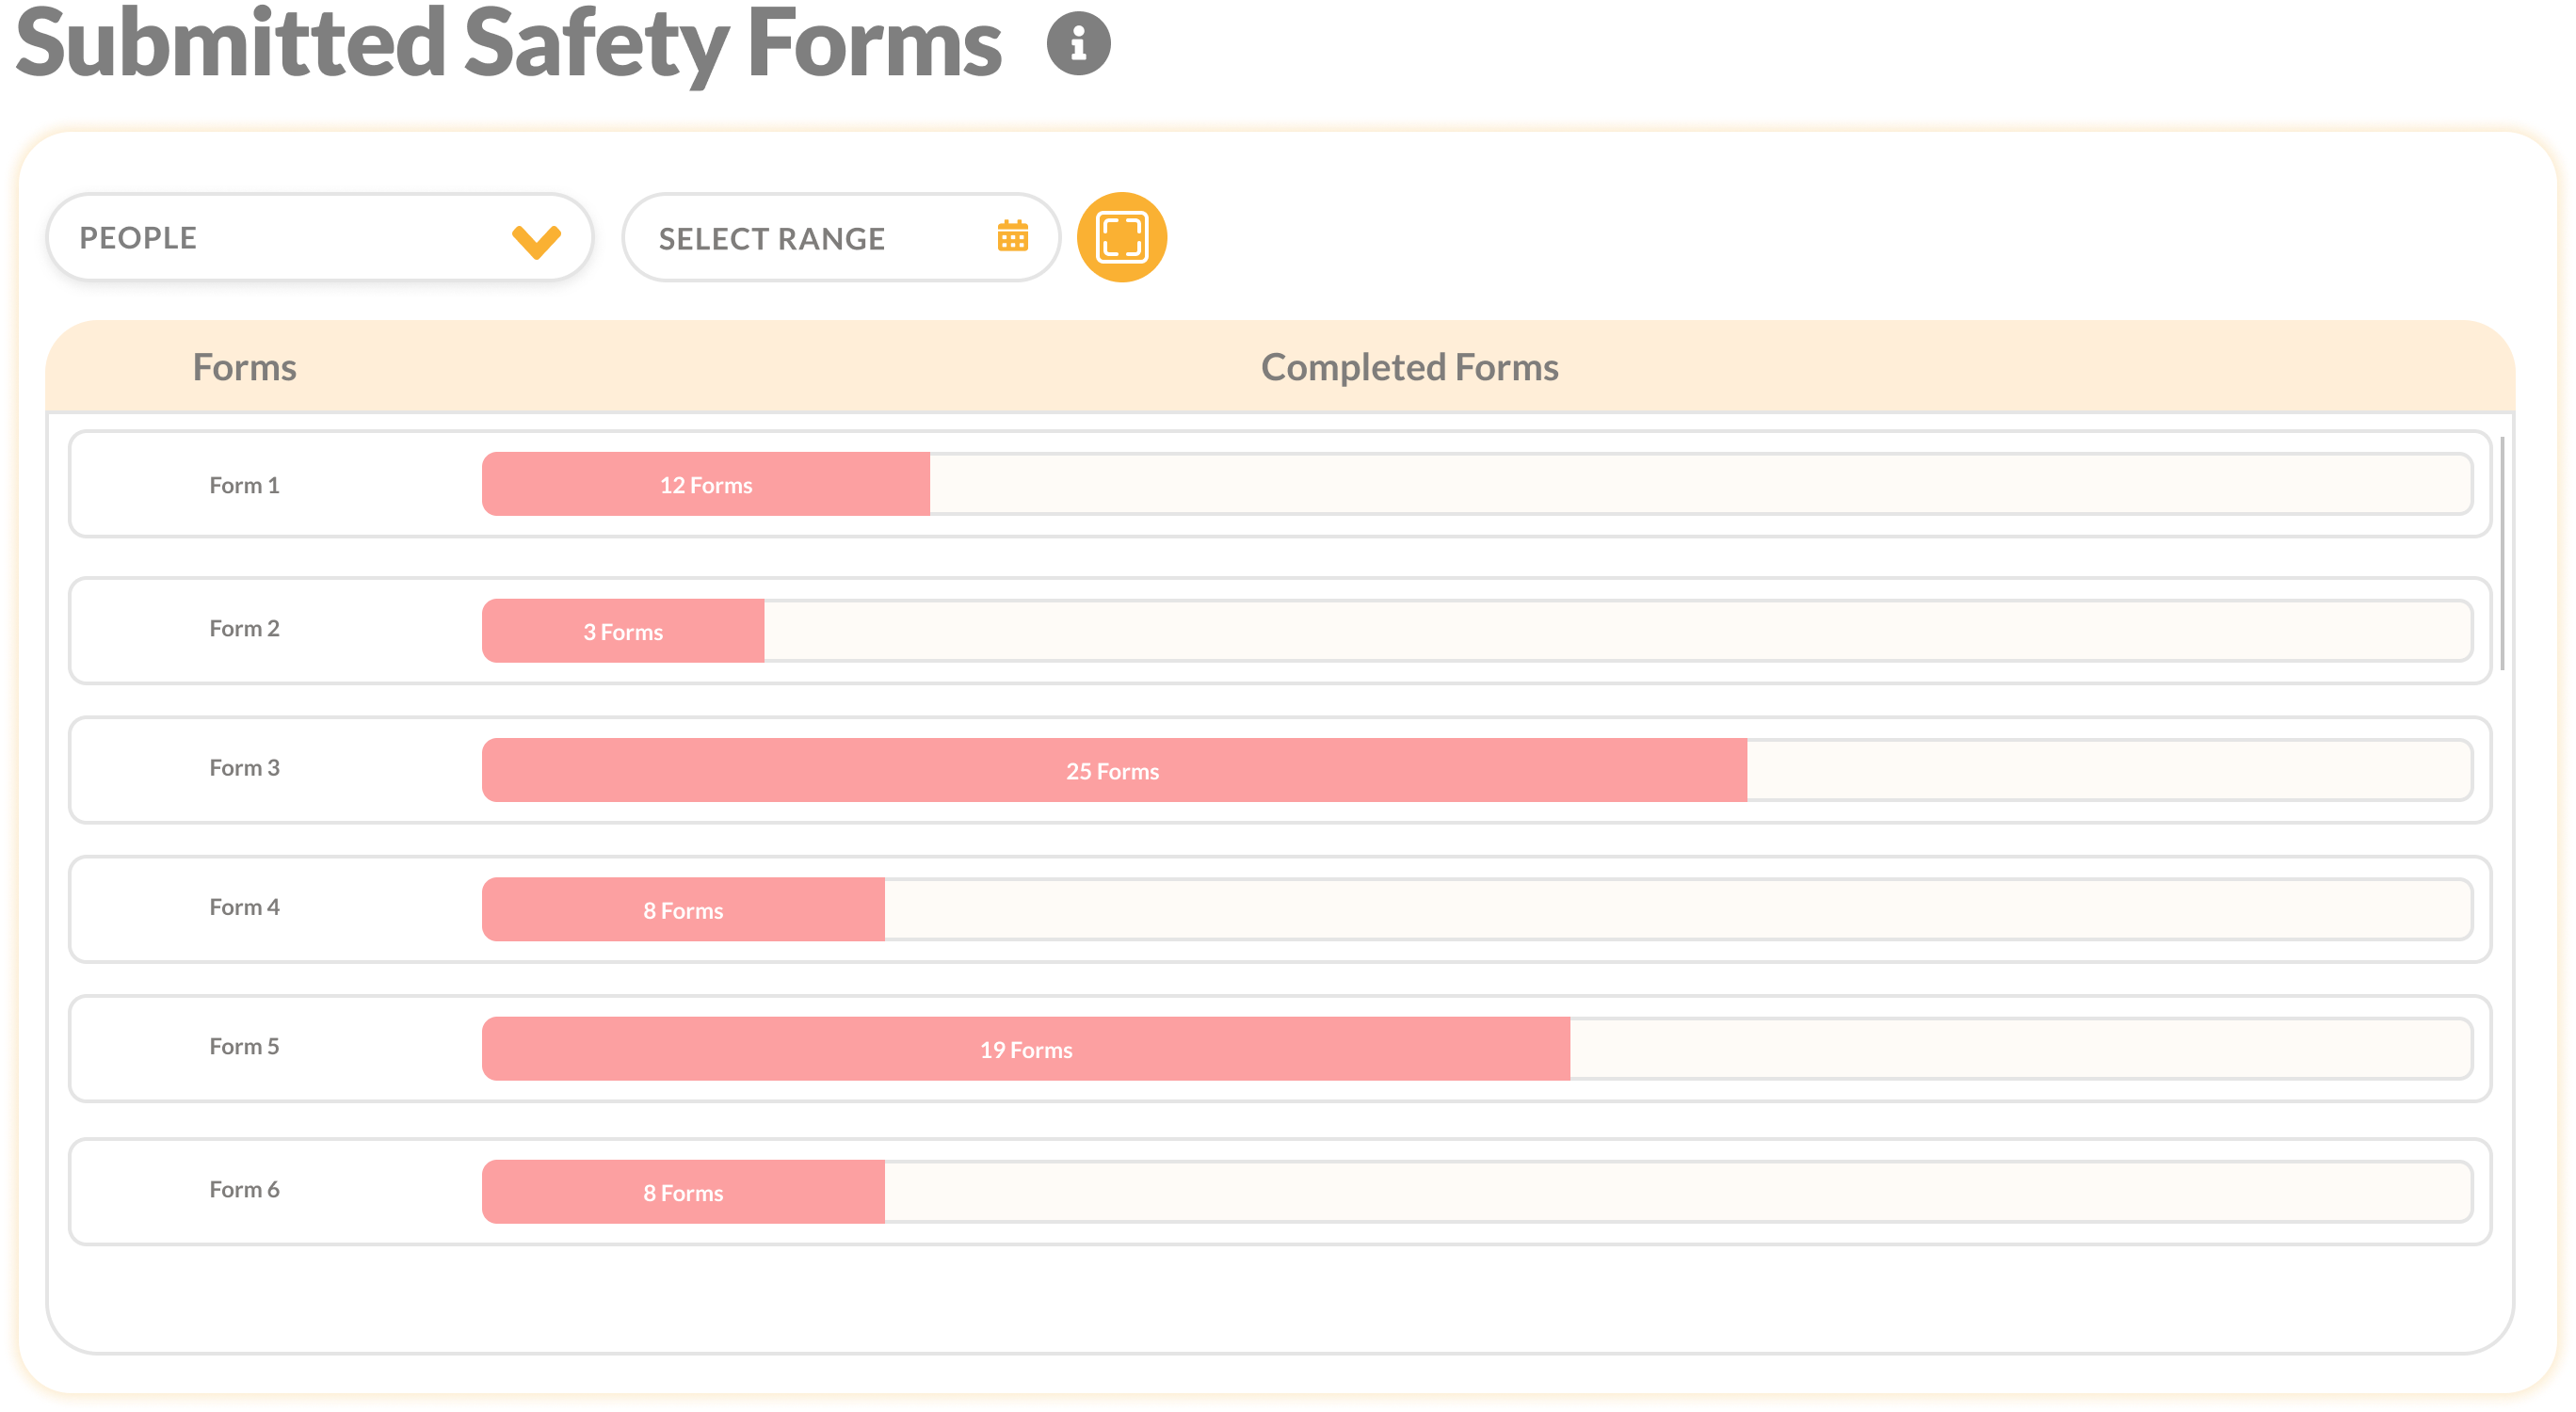 Submitted Safety Forms
PEOPLE
SELECT RANGE
Forms
Completed Forms
Form 1
12 Forms
Form 2
3 Forms
Form 3
25 Forms
Form 4
8 Forms
Form 5
19 Forms
Form 6
8 Forms